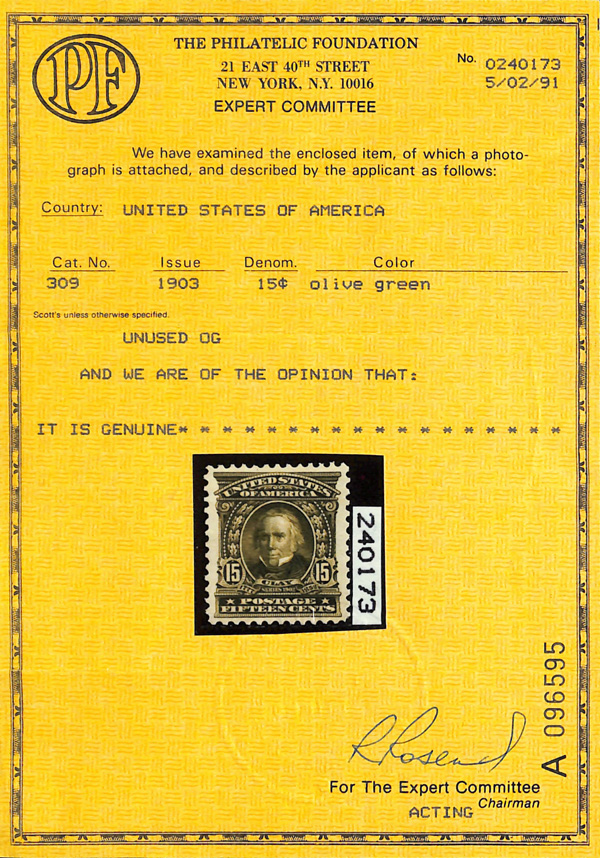 PF
THE PHILATELIC FOUNDATION
21 EAST 40TH STREET
NEW YORK, N.Y. 10016
EXPERT COMMITTEE
No. 0240173
5/02/91
We have examined the enclosed item, of which a photo-
graph is attached, and described by the applicant as follows:
Country: UNITED STATES OF AMERICA
Cat. No. Issue Denom. Color
309 1903 15¢ olive green
Scott's unless otherwise specified.
UNUSED OG
AND WE ARE OF THE OPINION THAT:
IT IS GENUINE* * * * * * * * * * * * * * * * * *
UNITED STATES
OF AMERICA
15 15
CLAY
SERIES 1902
★ POSTAGE ★
FIFTEEN CENTS
240173
A 096595
For The Expert Committee
Chairman
ACTING